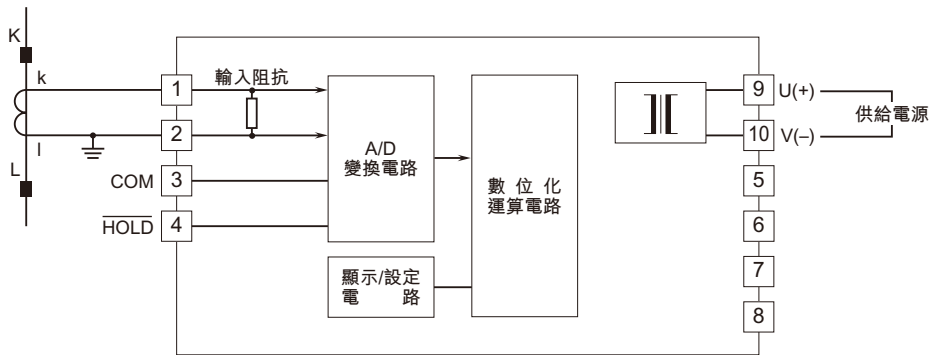 K
k
l
L
1
輸入阻抗
2
COM 3
H̅O̅L̅D̅ 4
A/D
變換電路
顯示/設定
電 路
數 位 化
運算電路
9 U(+)
供給電源
10 V(–)
5
6
7
8